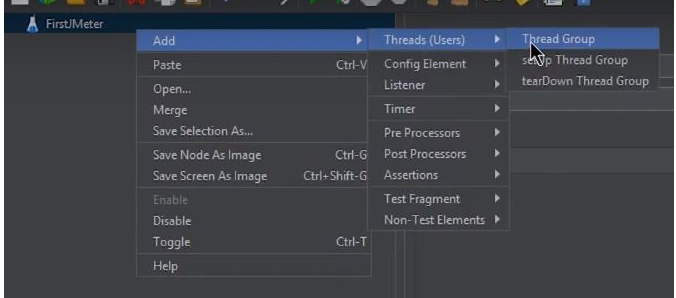 FirstJMeter
Add
Paste Ctrl-V
Open...
Merge
Save Selection As...
Save Node As Image Ctrl-G
Save Screen As Image Ctrl+Shift-G
Enable
Disable
Toggle Ctrl-T
Help
Threads (Users)
Config Element
Listener
Timer
Pre Processors
Post Processors
Assertions
Test Fragment
Non-Test Elements
Thread Group
Thread Group
tearDown Thread Group